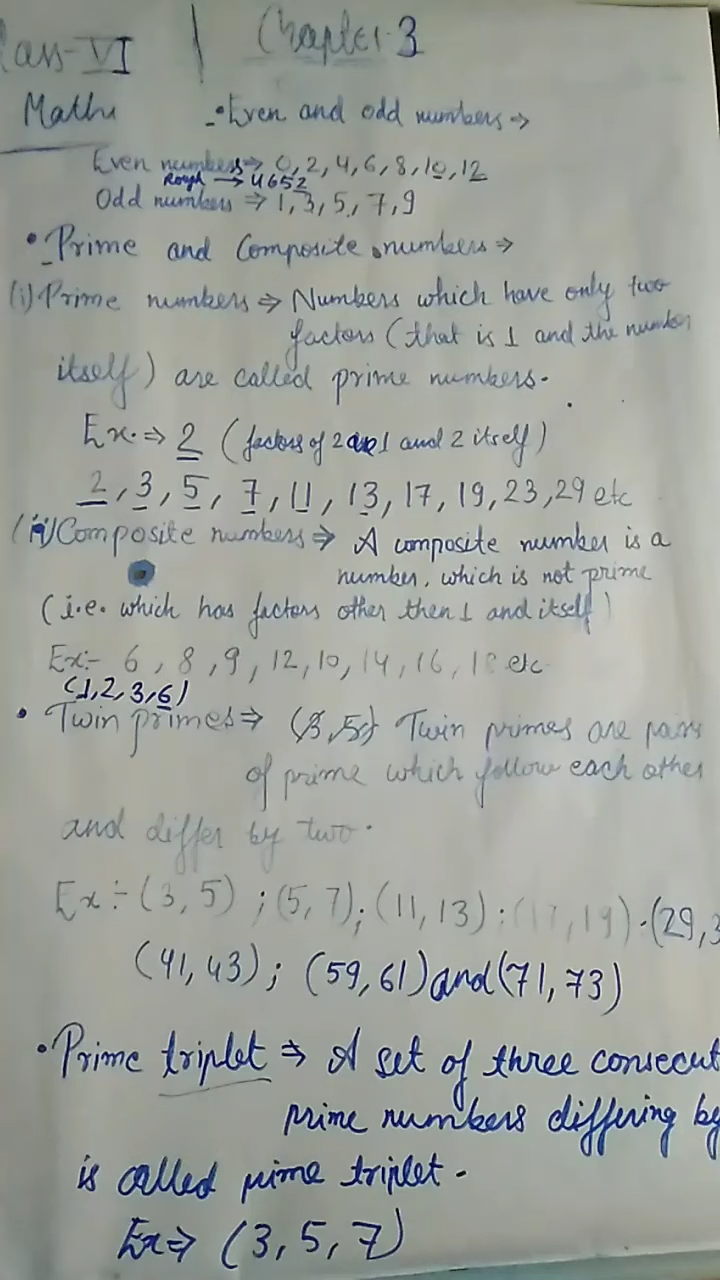 Class-VI | Chapter-3
Maths
• Even and odd numbers ⇒
Even numbers ⇒ 0, 2, 4, 6, 8, 10, 12
Rough → 4652
Odd numbers ⇒ 1, 3, 5, 7, 9
• Prime and Composite numbers ⇒
(i) Prime numbers ⇒ Numbers which have only two
factors (that is 1 and the number
itself) are called prime numbers.
Ex. ⇒ 2 (factors of 2 are 1 and 2 itself)
2, 3, 5, 7, 11, 13, 17, 19, 23, 29 etc
(ii) Composite numbers ⇒ A composite number is a
number, which is not prime
(i.e. which has factors other then 1 and itself)
Ex:- 6, 8, 9, 12, 10, 14, 16, 18 etc
(1, 2, 3, 6)
• Twin primes ⇒ (3, 5) Twin primes are pairs
of prime which follow each other
and differ by two.
Ex :- (3, 5) ; (5, 7) ; (11, 13) ; (17, 19) . (29, 3
(41, 43) ; (59, 61) and (71, 73)
• Prime triplet ⇒ A set of three consecut
prime numbers differing by
is called prime triplet.
Ex ⇒ (3, 5, 7)